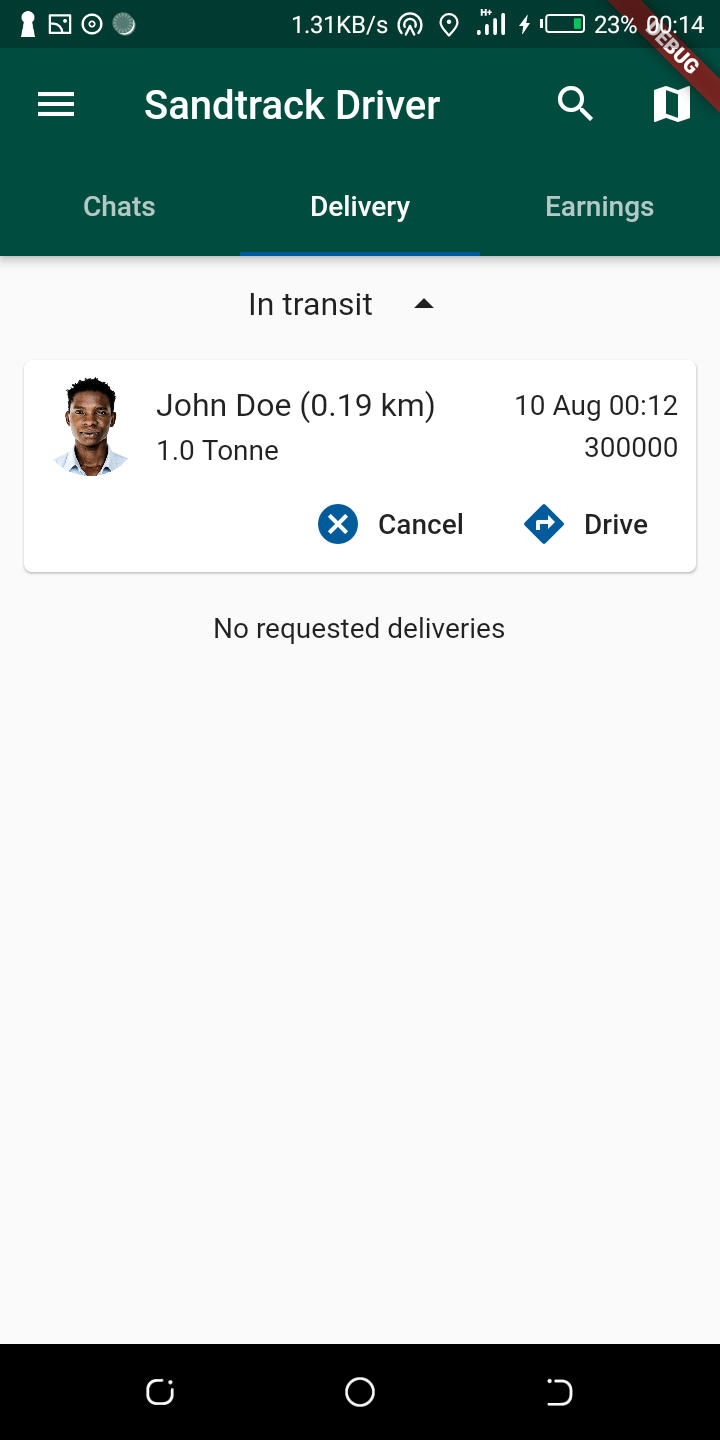 1.31KB/s H+ 23% 00:14
DEBUG
Sandtrack Driver
Chats Delivery Earnings
In transit
John Doe (0.19 km) 10 Aug 00:12
1.0 Tonne 300000
Cancel Drive
No requested deliveries